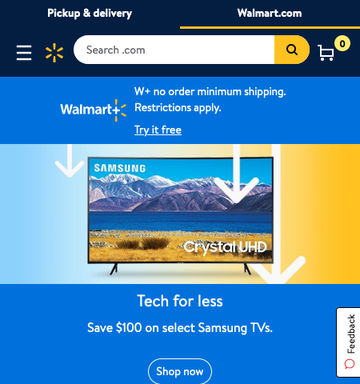 Pickup & delivery
Walmart.com
Search .com
0
Walmart+
W+ no order minimum shipping.
Restrictions apply.
Try it free
SAMSUNG
Crystal UHD
Tech for less
Save $100 on select Samsung TVs.
Feedback
Shop now